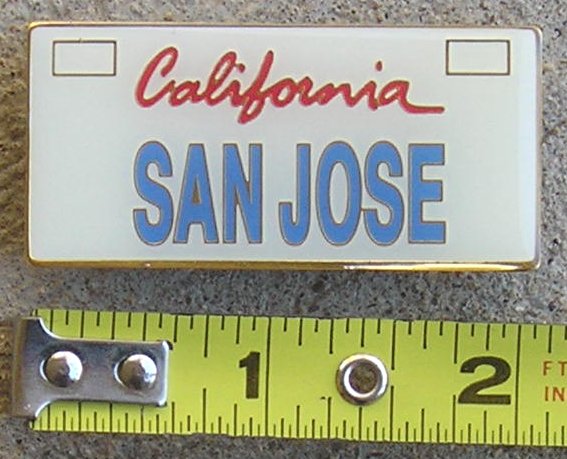 California
SAN JOSE
1 2 FT
IN